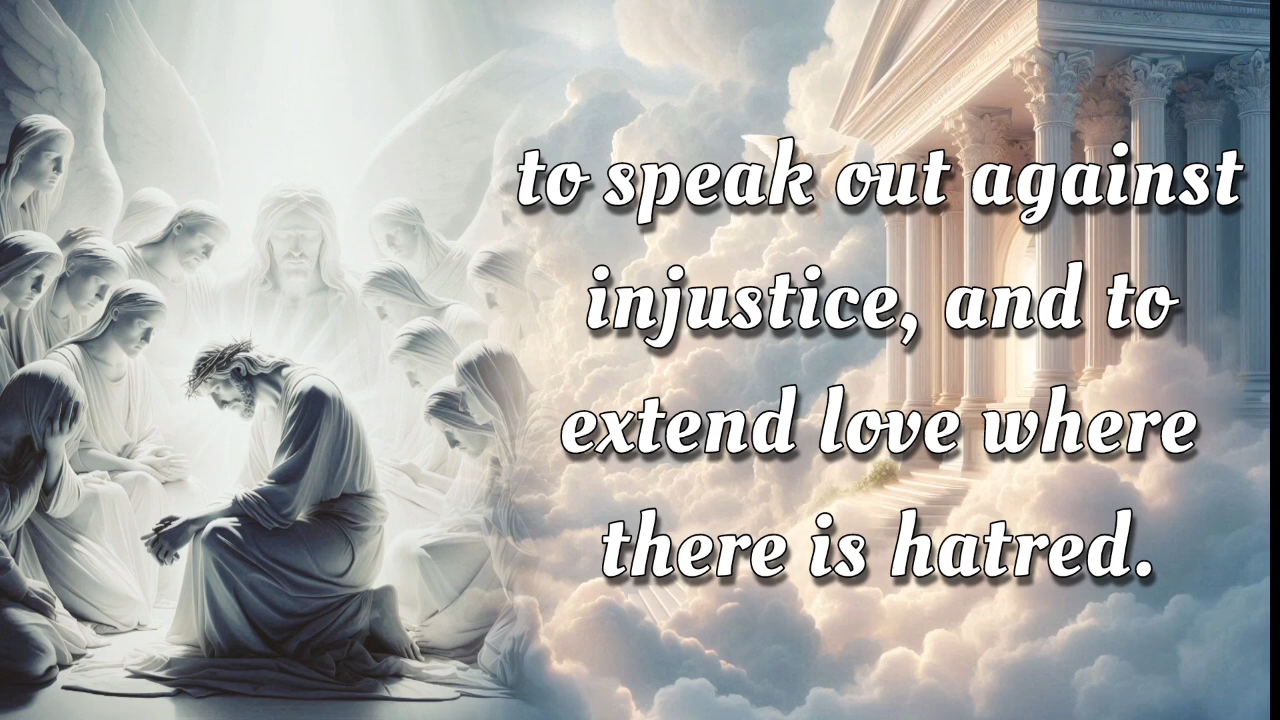 to speak out against
injustice, and to
extend love where
there is hatred.